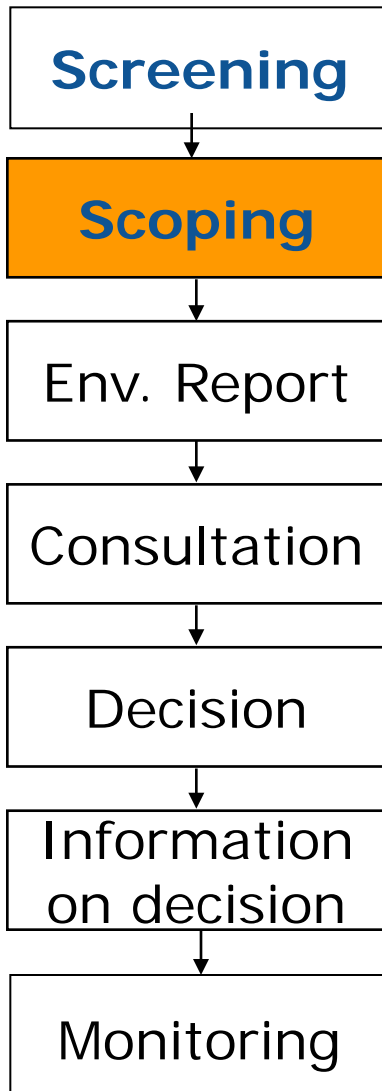 Screening
Scoping
Env. Report
Consultation
Decision
Information
on decision
Monitoring